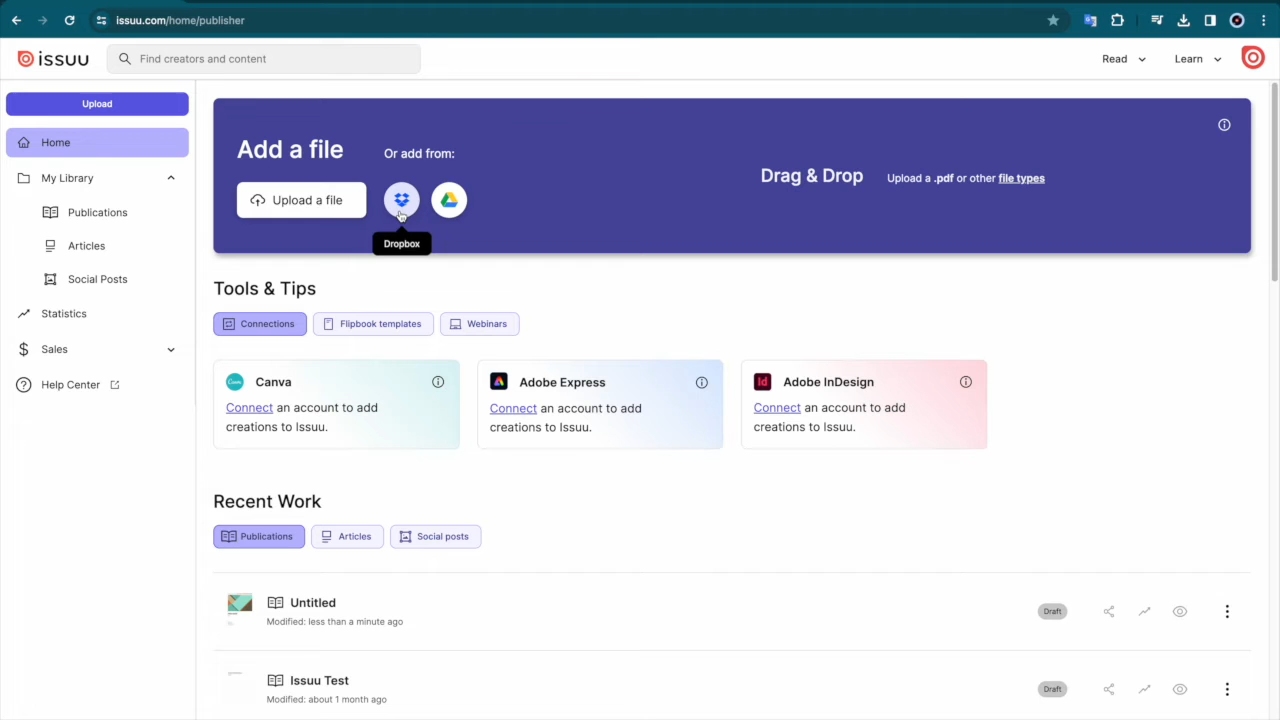 issuu.com/home/publisher
issuu
Find creators and content
Read
Learn
Upload
Home
My Library
Publications
Articles
Social Posts
Statistics
Sales
Help Center
Add a file
Or add from:
Upload a file
Dropbox
Drag & Drop
Upload a .pdf or other file types
Tools & Tips
Connections
Flipbook templates
Webinars
Canva
Connect an account to add
creations to Issuu.
Adobe Express
Connect an account to add
creations to Issuu.
Id
Adobe InDesign
Connect an account to add
creations to Issuu.
Recent Work
Publications
Articles
Social posts
Untitled
Modified: less than a minute ago
Draft
Issuu Test
Modified: about 1 month ago
Draft